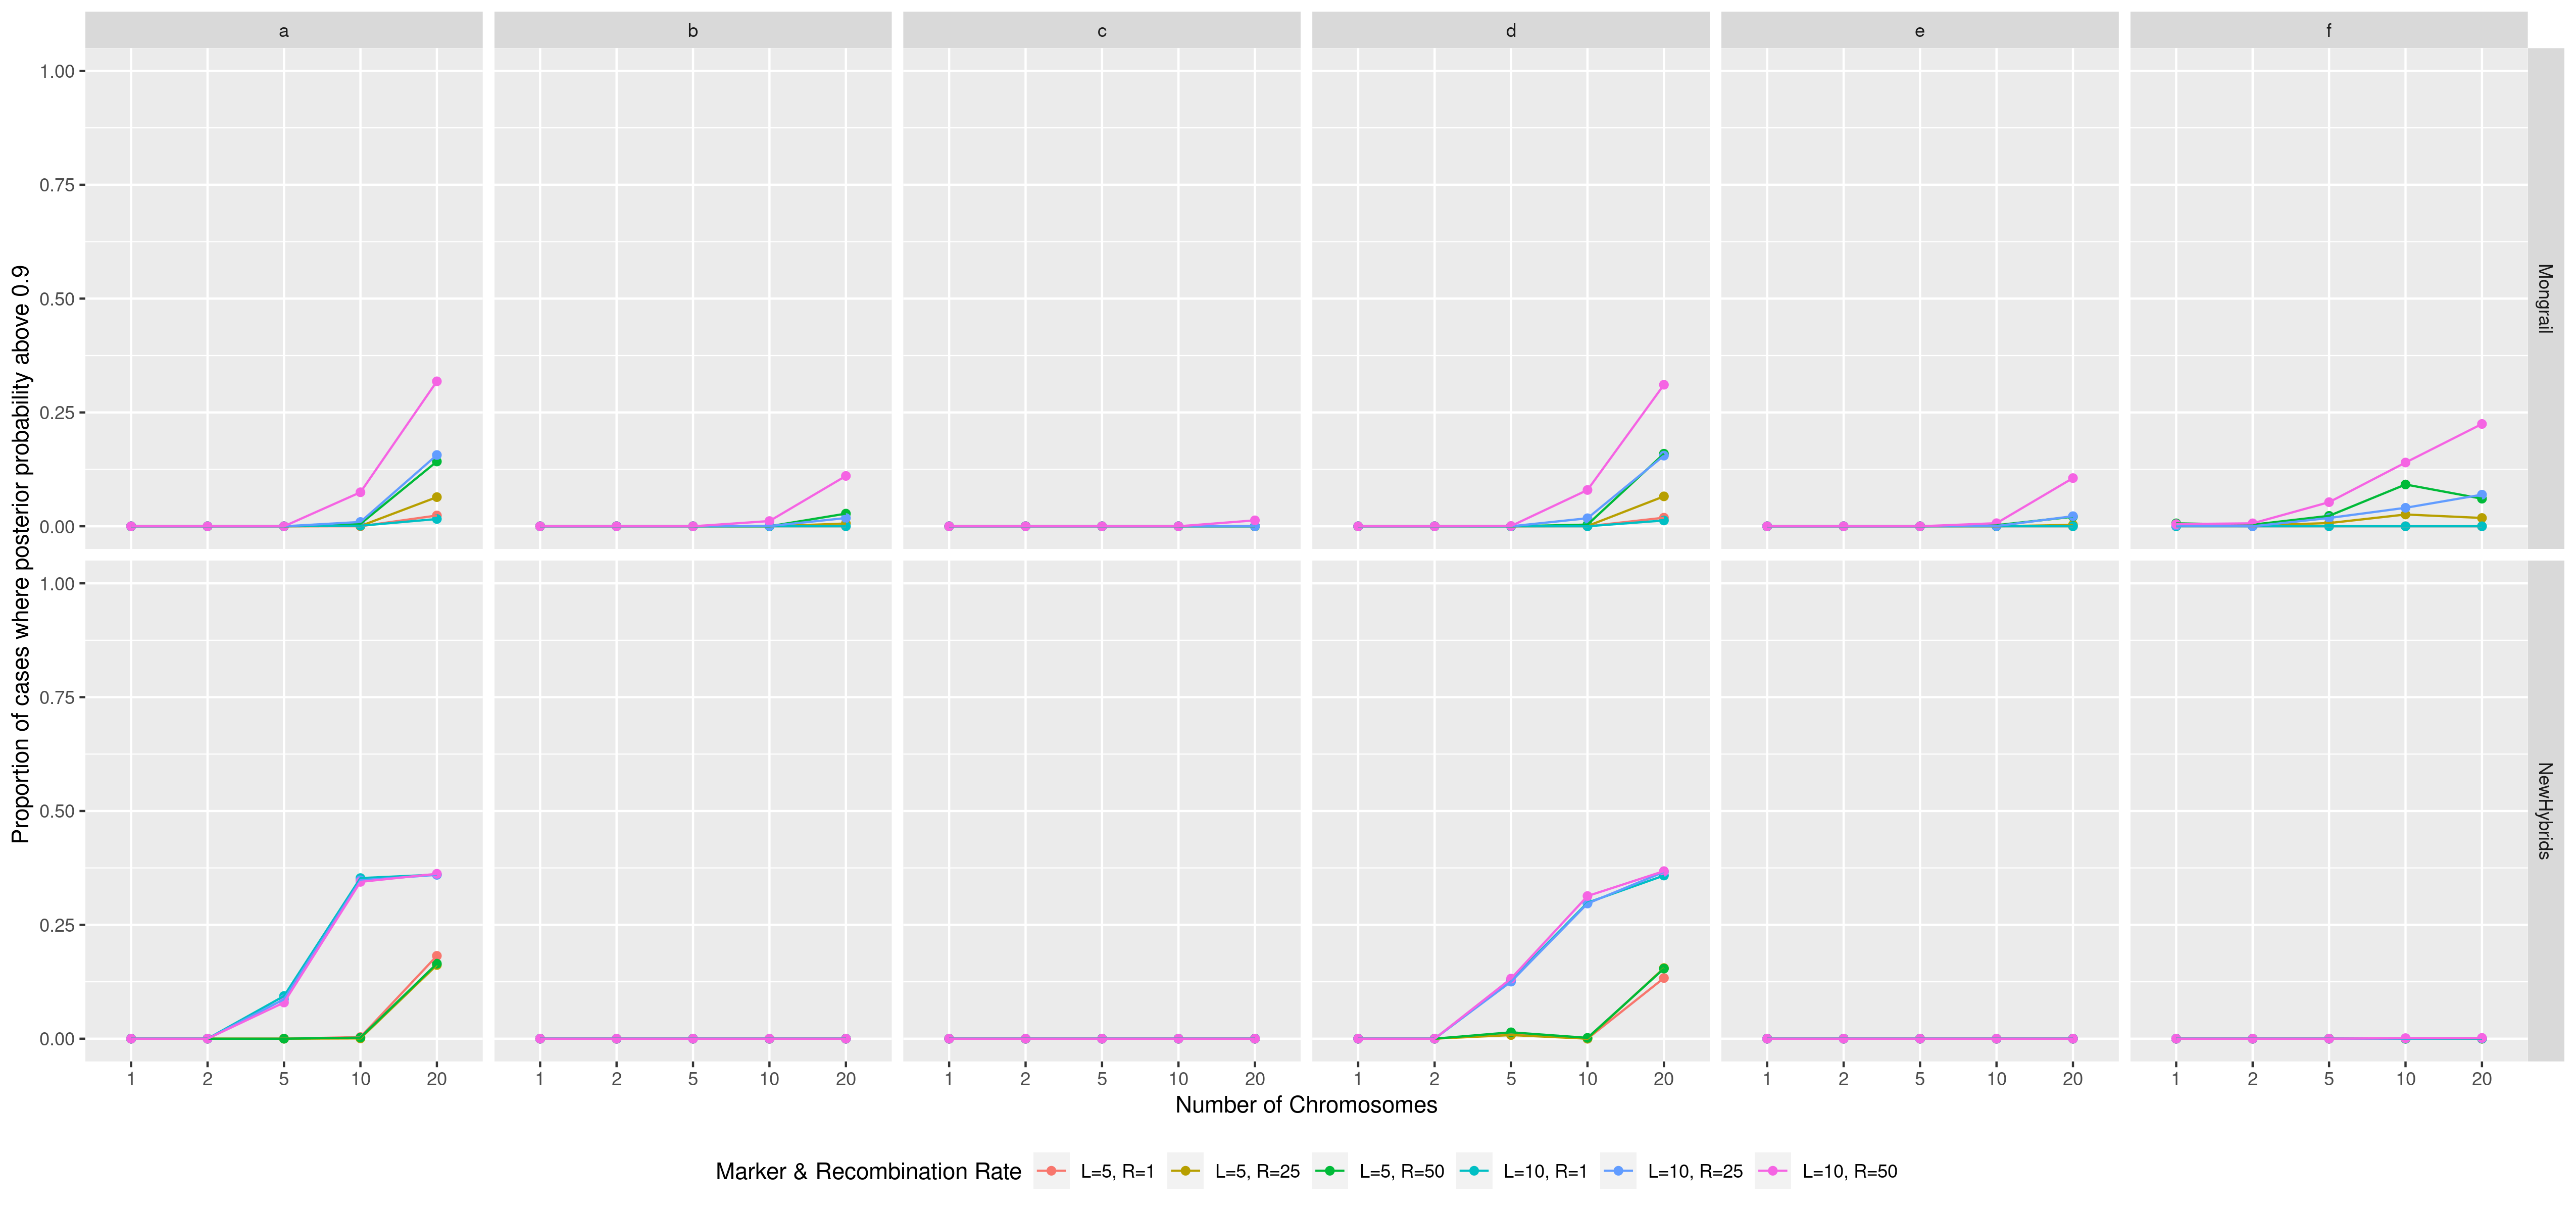 a b c d e f
Proportion of cases where posterior probability above 0.9
1.00
0.75
0.50
0.25
0.00
Mongrail
1.00
0.75
0.50
0.25
0.00
NewHybrids
1 2 5 10 20 1 2 5 10 20 1 2 5 10 20 1 2 5 10 20 1 2 5 10 20 1 2 5 10 20
Number of Chromosomes
Marker & Recombination Rate L=5, R=1 L=5, R=25 L=5, R=50 L=10, R=1 L=10, R=25 L=10, R=50